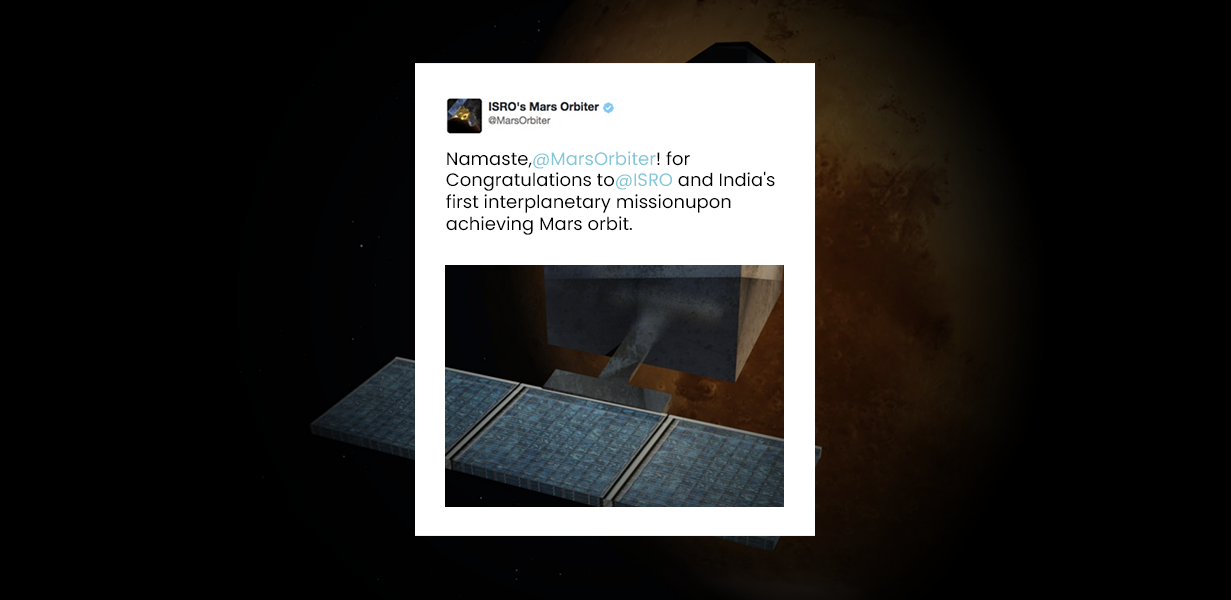 ISRO's Mars Orbiter
@MarsOrbiter
Namaste,@MarsOrbiter! for
Congratulations to@ISRO and India's
first interplanetary missionupon
achieving Mars orbit.